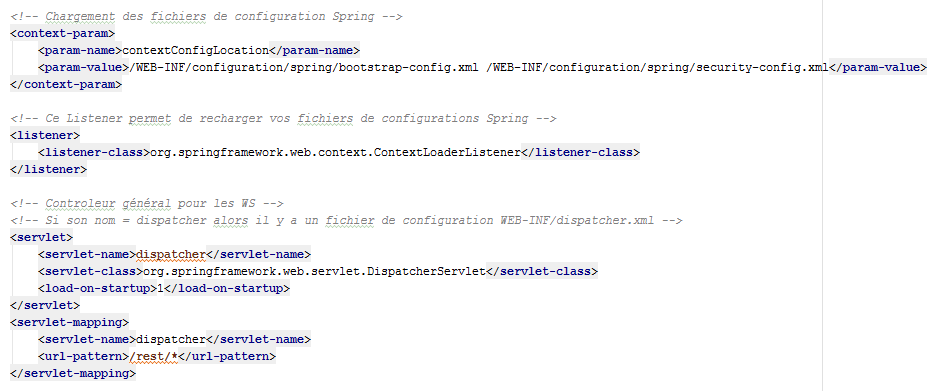 <!-- Chargement des fichiers de configuration Spring -->
<context-param>
<param-name>contextConfigLocation</param-name>
<param-value>/WEB-INF/configuration/spring/bootstrap-config.xml /WEB-INF/configuration/spring/security-config.xml</param-value>
</context-param>
<!-- Ce Listener permet de recharger vos fichiers de configurations Spring -->
<listener>
<listener-class>org.springframework.web.context.ContextLoaderListener</listener-class>
</listener>
<!-- Controleur général pour les WS -->
<!-- Si son nom = dispatcher alors il y a un fichier de configuration WEB-INF/dispatcher.xml -->
<servlet>
<servlet-name>dispatcher</servlet-name>
<servlet-class>org.springframework.web.servlet.DispatcherServlet</servlet-class>
<load-on-startup>1</load-on-startup>
</servlet>
<servlet-mapping>
<servlet-name>dispatcher</servlet-name>
<url-pattern>/rest/*</url-pattern>
</servlet-mapping>